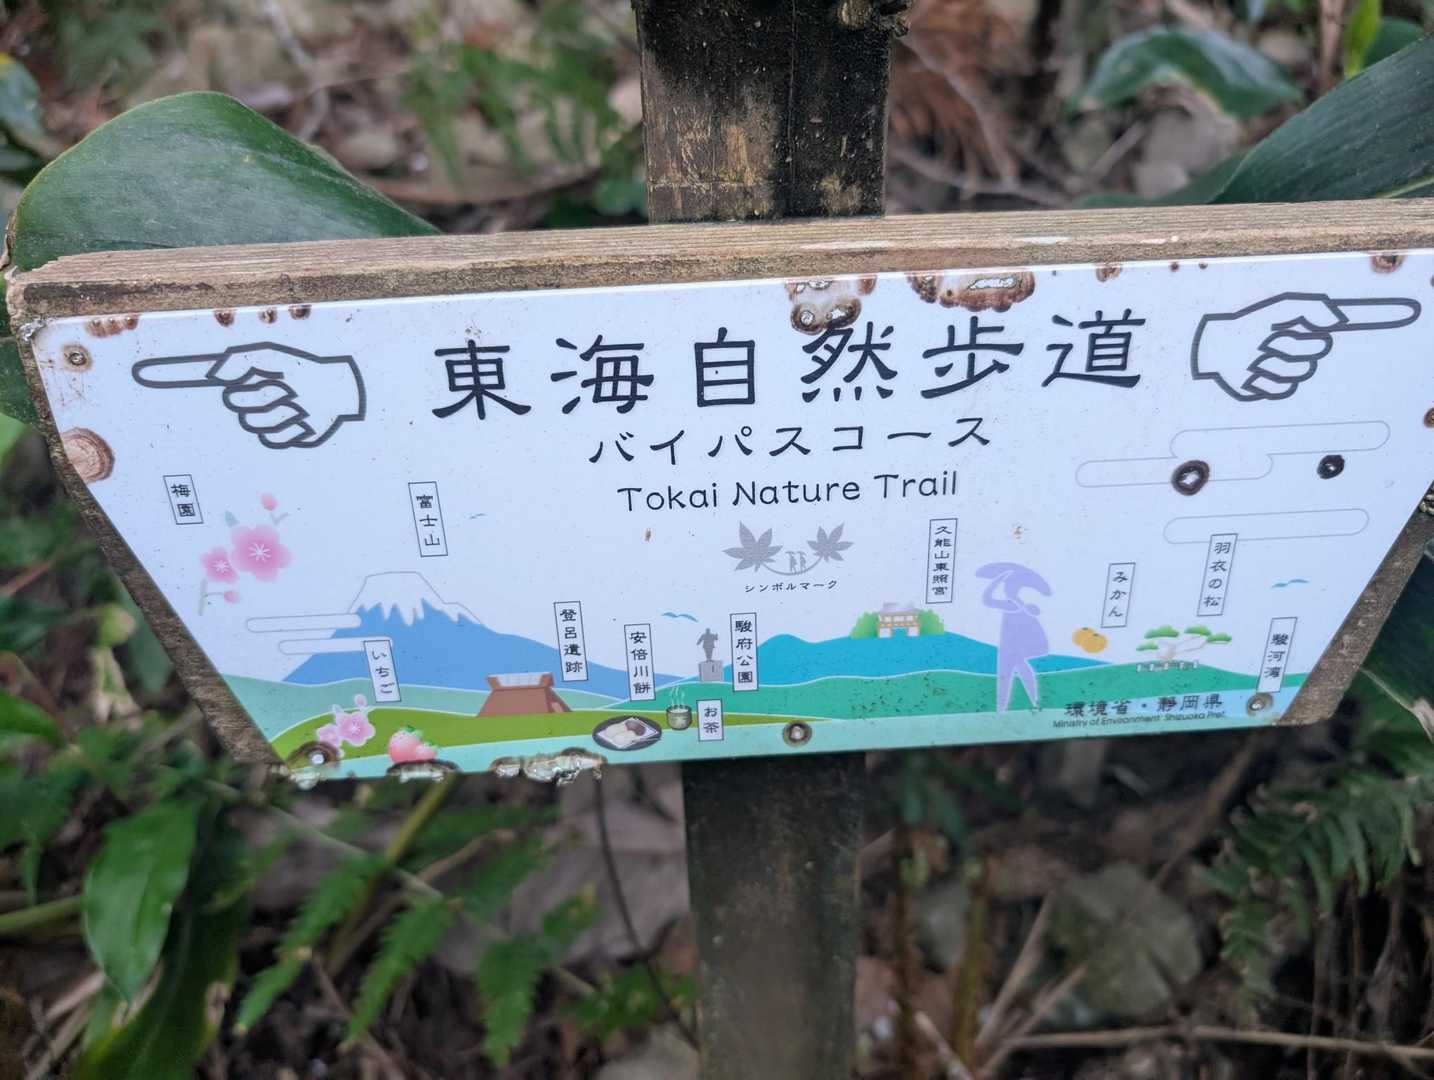 東海自然歩道
バイパスコース
Tokai Nature Trail
梅園
富士山
シンボルマーク
久能山東照宮
羽衣の松
みかん
登呂遺跡
安倍川餅
駿府公園
いちご
駿河湾
お茶
環境省・静岡県
Ministry of Environment Shizuoka Pref.